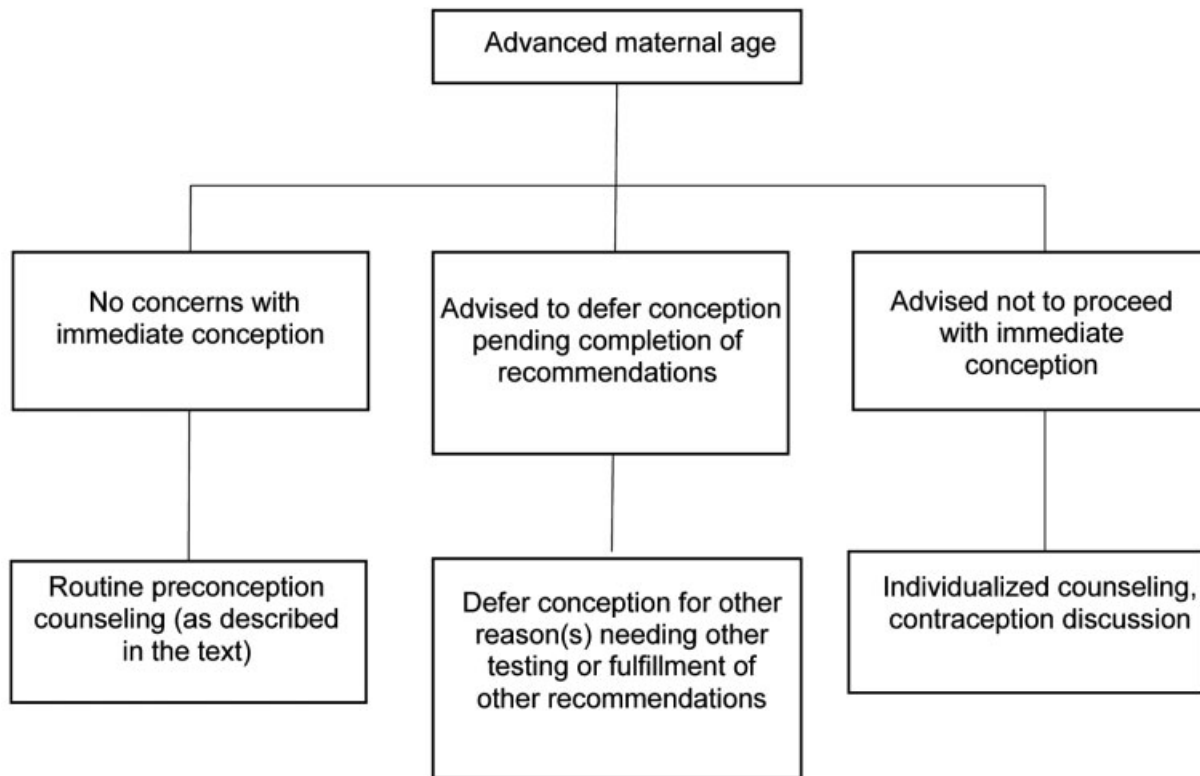 Advanced maternal age
No concerns with
immediate conception
Advised to defer conception
pending completion of
recommendations
Advised not to proceed
with immediate
conception
Routine preconception
counseling (as described
in the text)
Defer conception for other
reason(s) needing other
testing or fulfillment of
other recommendations
Individualized counseling,
contraception discussion